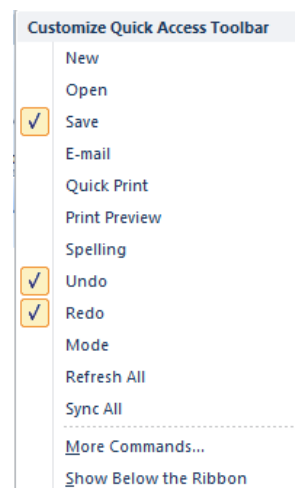 Customize Quick Access Toolbar
New
Open
Save
E-mail
Quick Print
Print Preview
Spelling
Undo
Redo
Mode
Refresh All
Sync All
More Commands...
Show Below the Ribbon